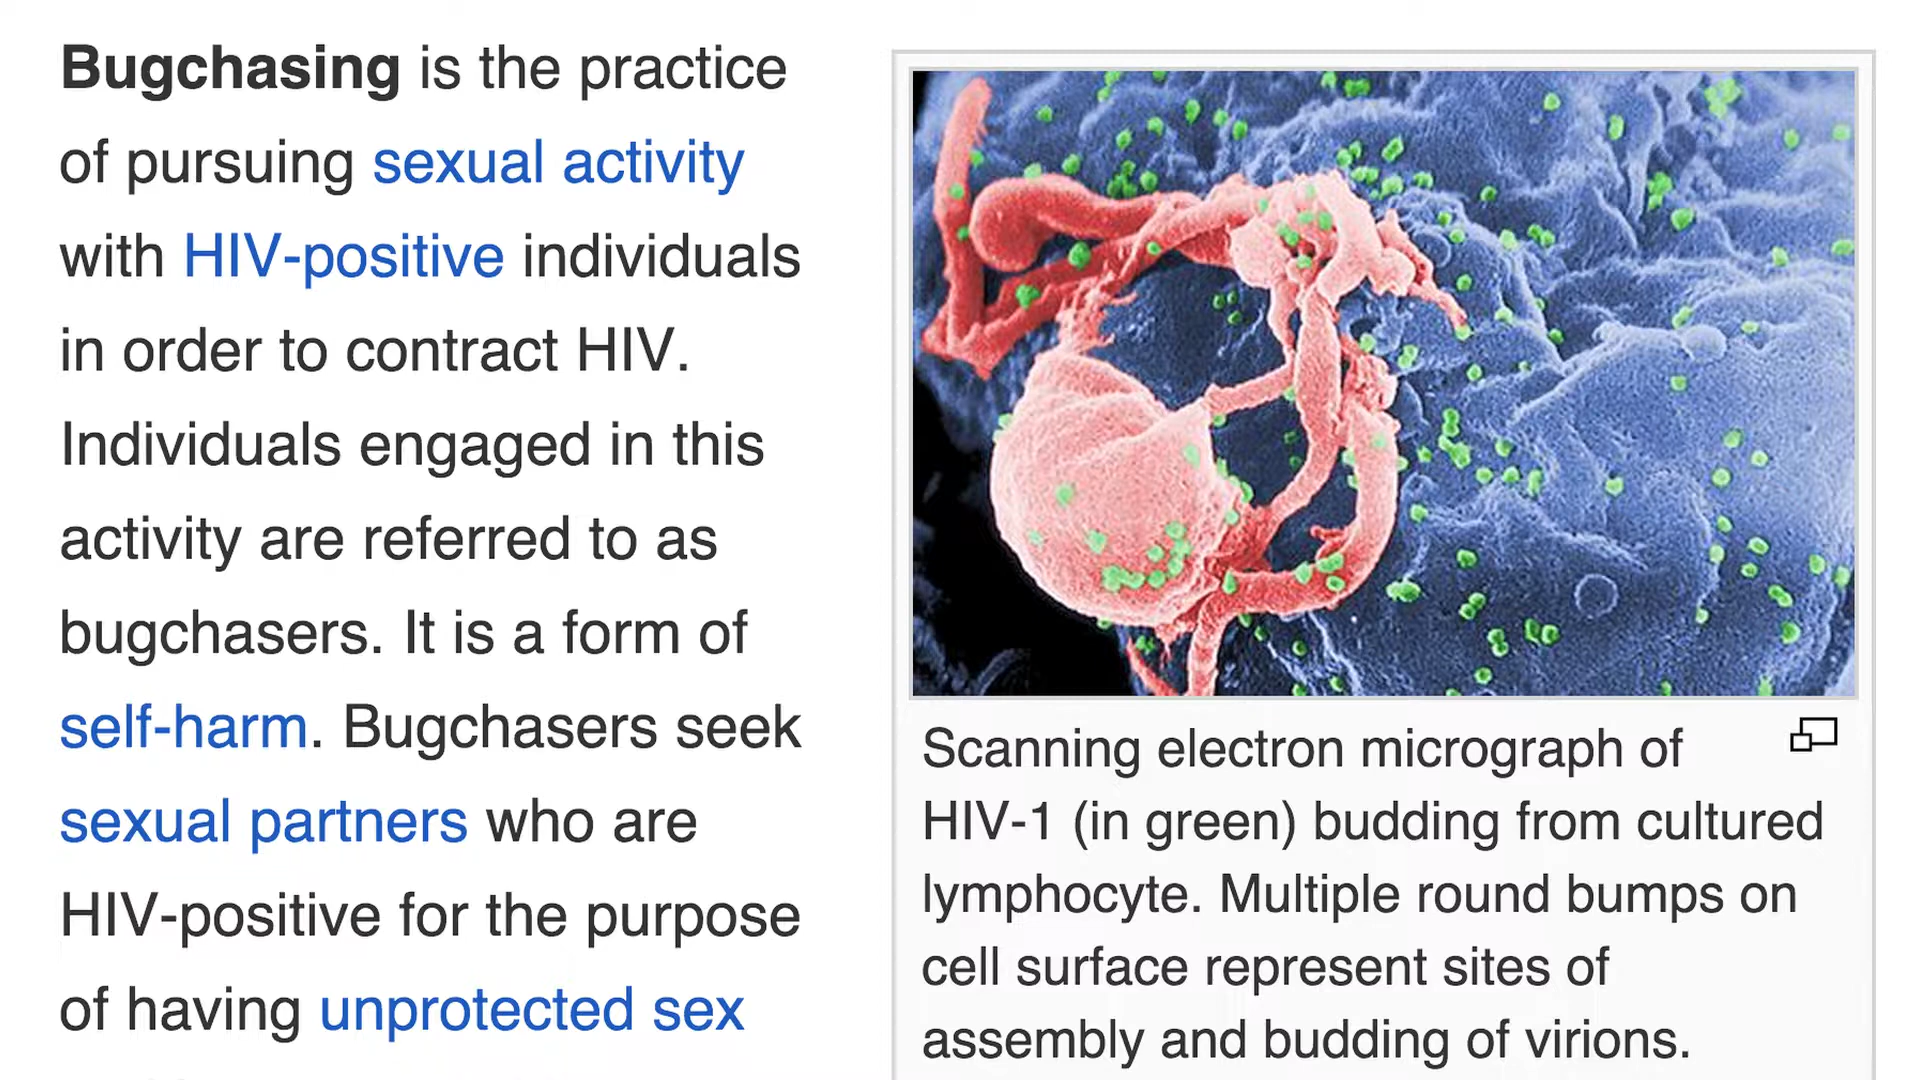 Bugchasing is the practice
of pursuing sexual activity
with HIV-positive individuals
in order to contract HIV.
Individuals engaged in this
activity are referred to as
bugchasers. It is a form of
self-harm. Bugchasers seek
sexual partners who are
HIV-positive for the purpose
of having unprotected sex
Scanning electron micrograph of
HIV-1 (in green) budding from cultured
lymphocyte. Multiple round bumps on
cell surface represent sites of
assembly and budding of virions.